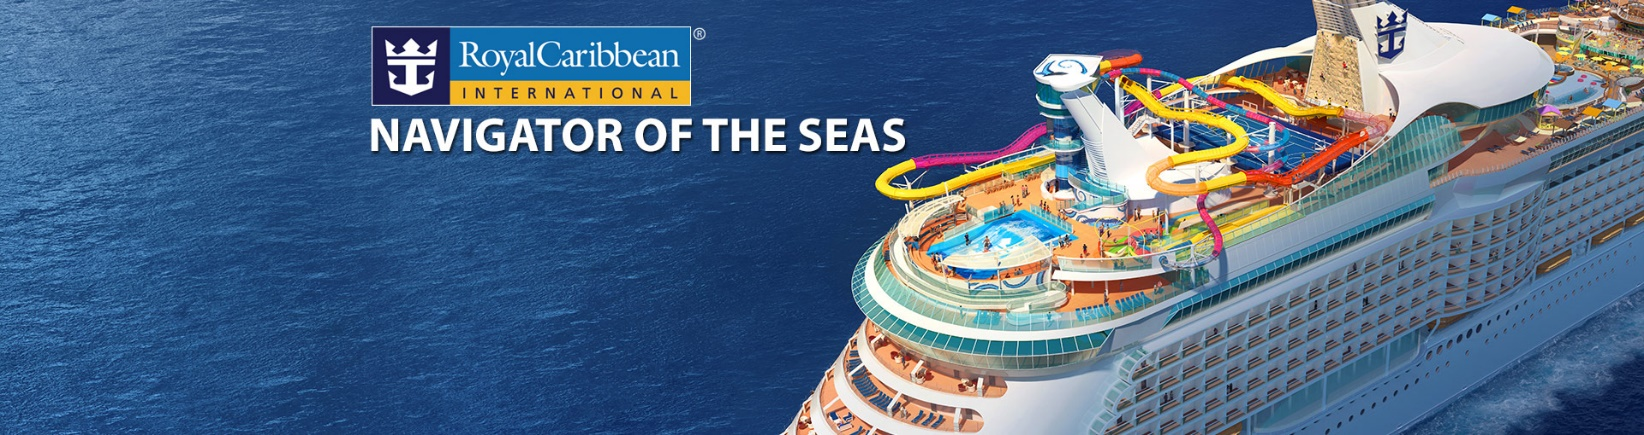 RoyalCaribbean®
INTERNATIONAL
NAVIGATOR OF THE SEAS